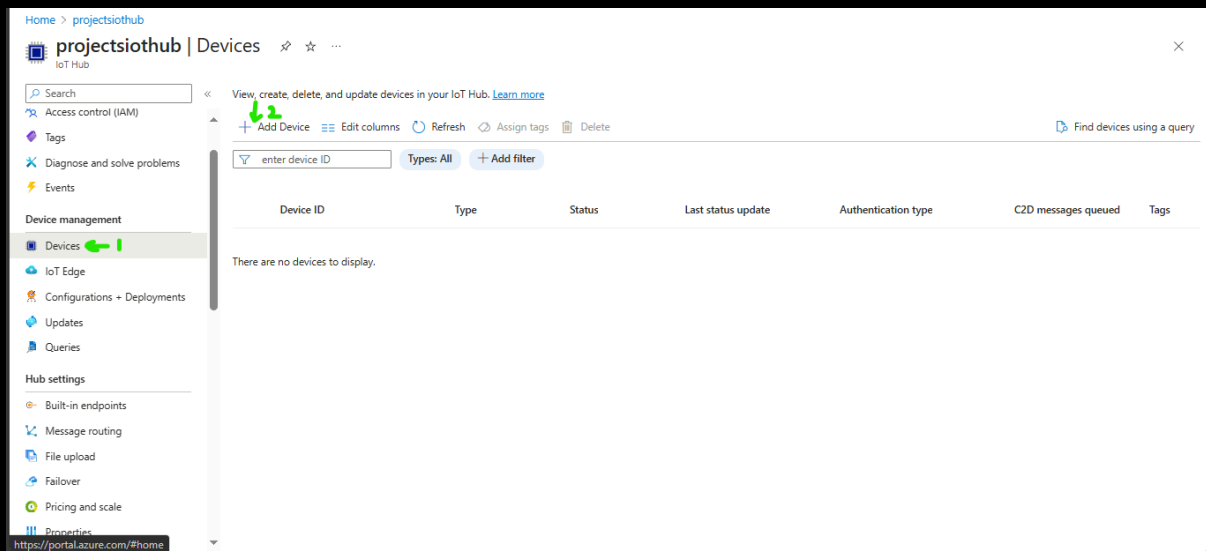 Home > projectsiothub
projectsiothub | Devices ...
IoT Hub
Search
«
Access control (IAM)
Tags
Diagnose and solve problems
Events
Device management
Devices 1
IoT Edge
Configurations + Deployments
Updates
Queries
Hub settings
Built-in endpoints
Message routing
File upload
Failover
Pricing and scale
Properties
https://portal.azure.com/#home
View, create, delete, and update devices in your IoT Hub. Learn more
2
+ Add Device Edit columns Refresh Assign tags Delete Find devices using a query
enter device ID Types: All + Add filter
Device ID Type Status Last status update Authentication type C2D messages queued Tags
There are no devices to display.